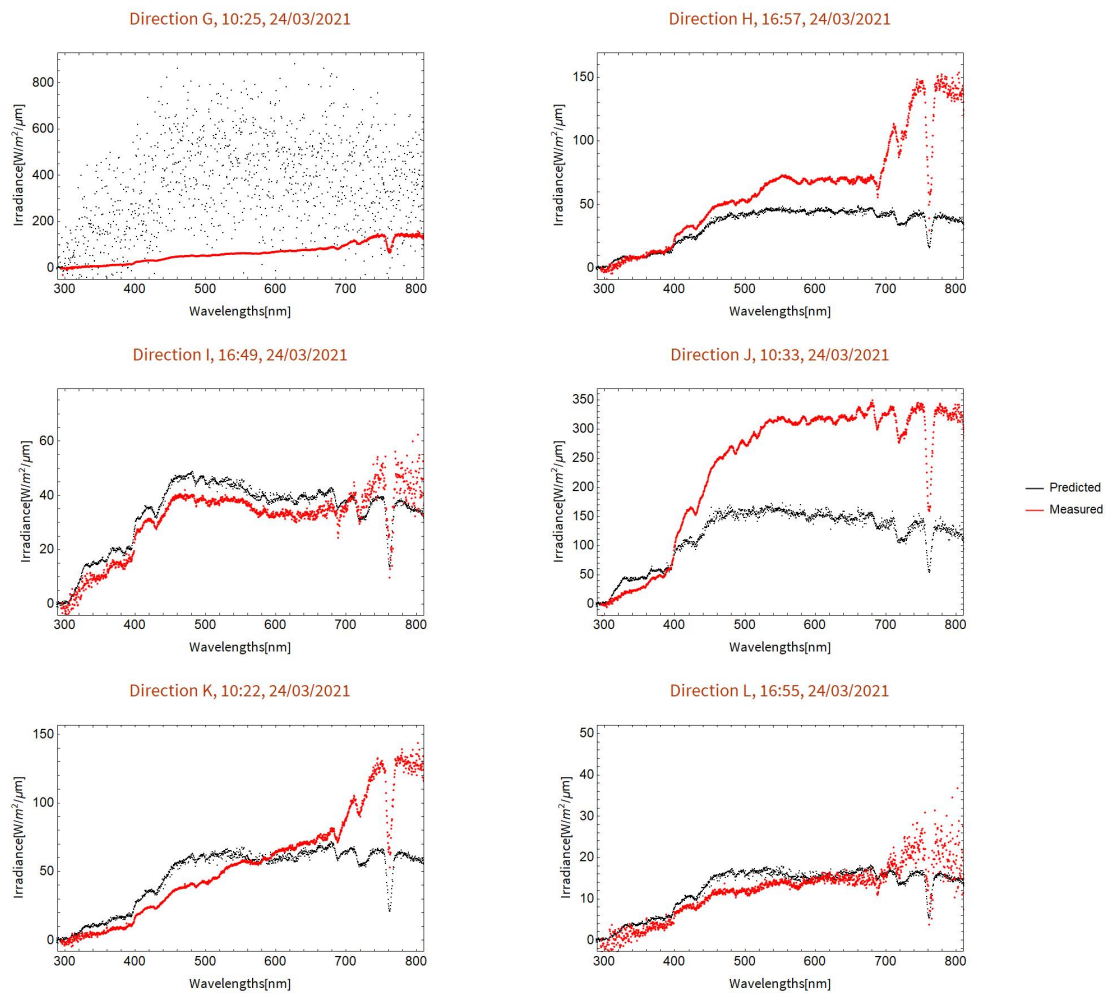 Direction G, 10:25, 24/03/2021
Irradiance[W/m²/μm]
800
600
400
200
0
300 400 500 600 700 800
Wavelengths[nm]
Direction H, 16:57, 24/03/2021
Irradiance[W/m²/μm]
150
100
50
0
300 400 500 600 700 800
Wavelengths[nm]
Direction I, 16:49, 24/03/2021
Irradiance[W/m²/μm]
60
40
20
0
300 400 500 600 700 800
Wavelengths[nm]
Direction J, 10:33, 24/03/2021
Irradiance[W/m²/μm]
350
300
250
200
150
100
50
0
300 400 500 600 700 800
Wavelengths[nm]
Predicted
Measured
Direction K, 10:22, 24/03/2021
Irradiance[W/m²/μm]
150
100
50
0
300 400 500 600 700 800
Wavelengths[nm]
Direction L, 16:55, 24/03/2021
Irradiance[W/m²/μm]
50
40
30
20
10
0
300 400 500 600 700 800
Wavelengths[nm]